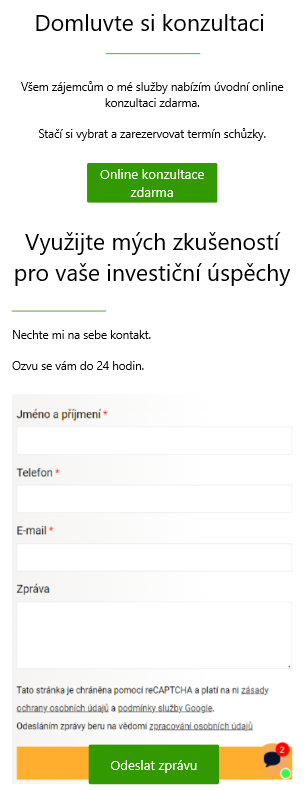 Domluvte si konzultaci
Všem zájemcům o mé služby nabízím úvodní online
konzultaci zdarma.
Stačí si vybrat a zarezervovat termín schůzky.
Online konzultace
zdarma
Využijte mých zkušeností
pro vaše investiční úspěchy
Nechte mi na sebe kontakt.
Ozvu se vám do 24 hodin.
Jméno a příjmení *
Telefon *
E-mail *
Zpráva
Tato stránka je chráněna pomocí reCAPTCHA a platí na ni zásady
ochrany osobních údajů a podmínky služby Google.
Odesláním zprávy beru na vědomí zpracování osobních údajů
2
Odeslat zprávu